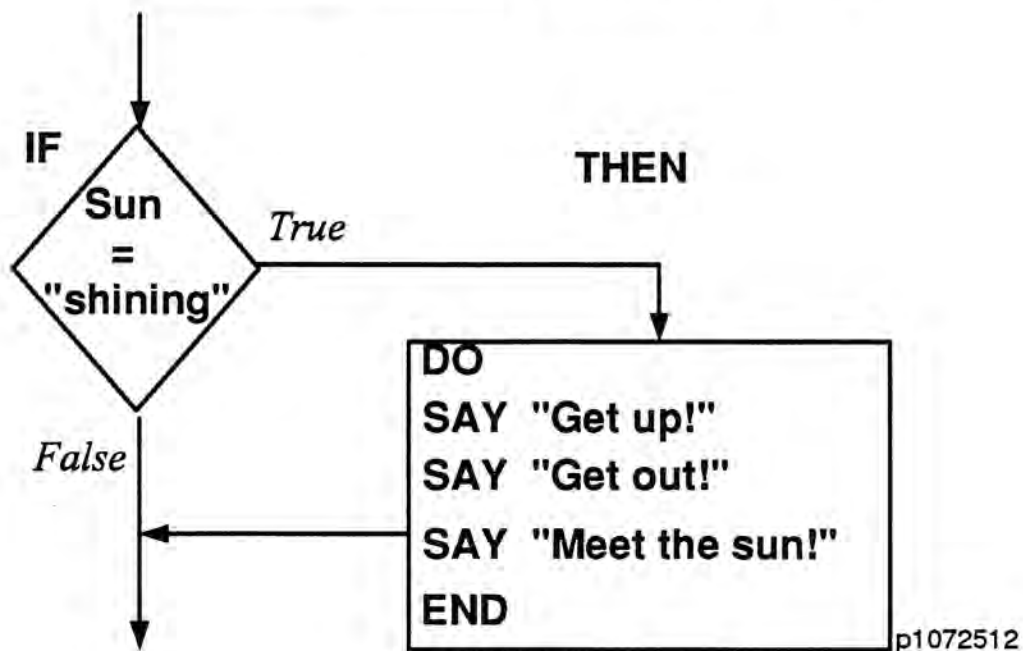 IF
Sun
=
"shining"
True
False
THEN
DO
SAY "Get up!"
SAY "Get out!"
SAY "Meet the sun!"
END
p1072512